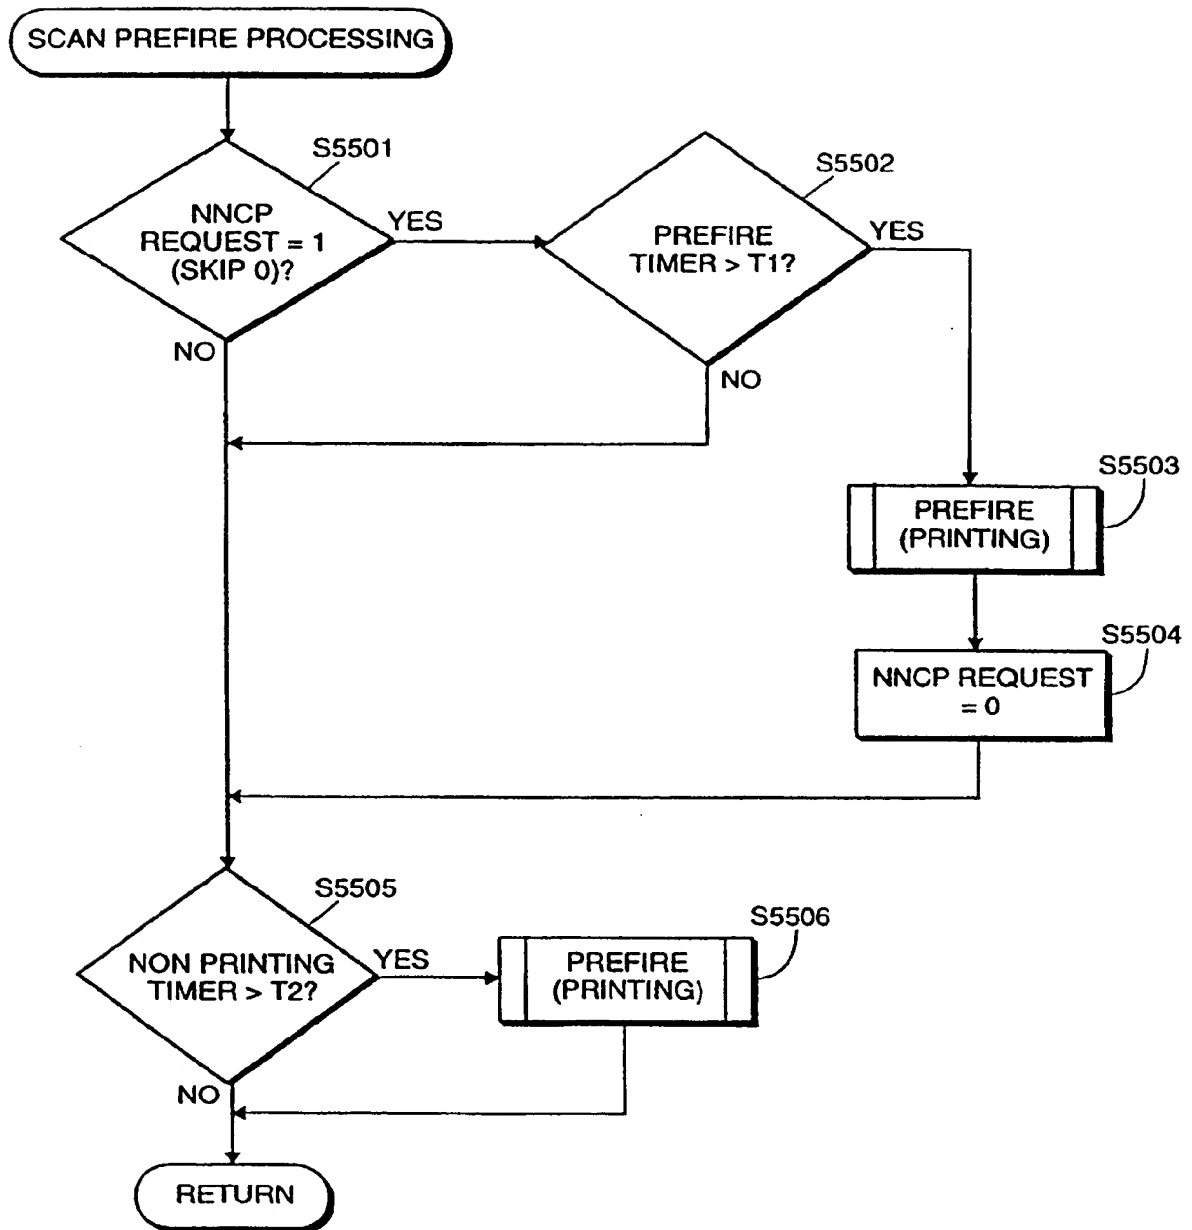 SCAN PREFIRE PROCESSING
S5501
NNCP
REQUEST = 1
(SKIP 0)?
YES
NO
S5502
PREFIRE
TIMER > T1?
YES
NO
S5503
PREFIRE
(PRINTING)
S5504
NNCP REQUEST
= 0
S5505
NON PRINTING
TIMER > T2?
YES
NO
S5506
PREFIRE
(PRINTING)
RETURN